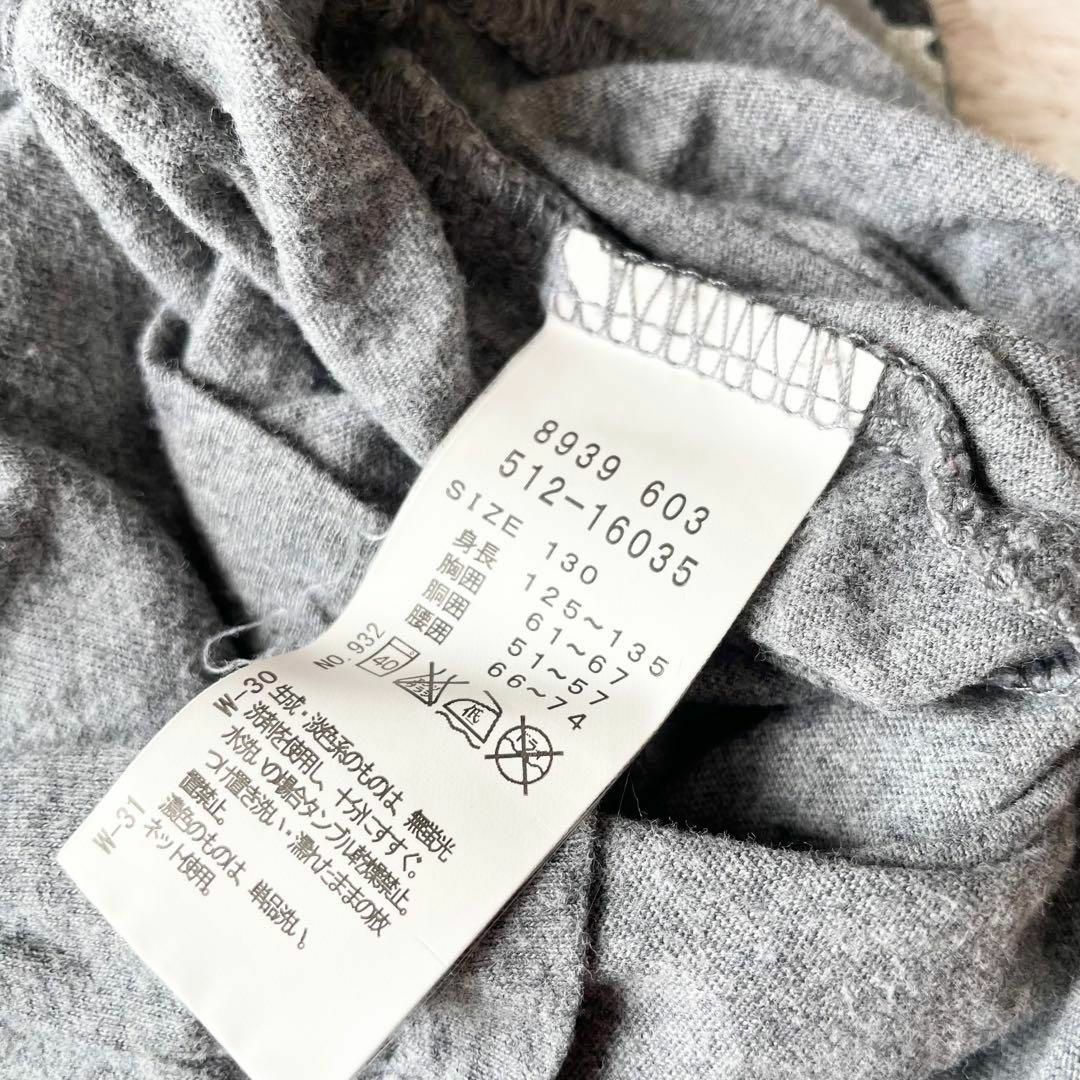 8939 603
512-16035
SIZE 130
身長 125~135
胸囲 61~67
胴囲 51~57
腰囲 66~74
NO. 932
40 低
W-30 生成・淡色系のものは、無蛍光
洗剤を使用し、十分にすすぐ。
水洗いの場合タンブル乾燥禁止。
つけ置き洗い・濡れたままの放
置禁止。
W-31 濃色のものは、単品洗い。
ネット使用。